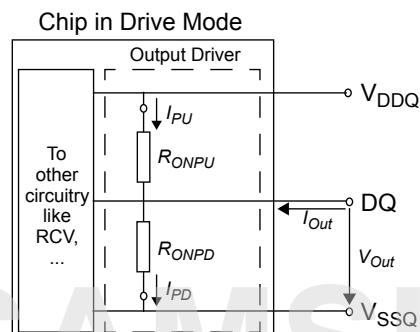 Chip in Drive Mode
Output Driver
V_DDQ
I_PU
To
other
circuitry
like
RCV,
...
R_ONPU
DQ
I_Out
R_ONPD
V_Out
I_PD
V_SSQ